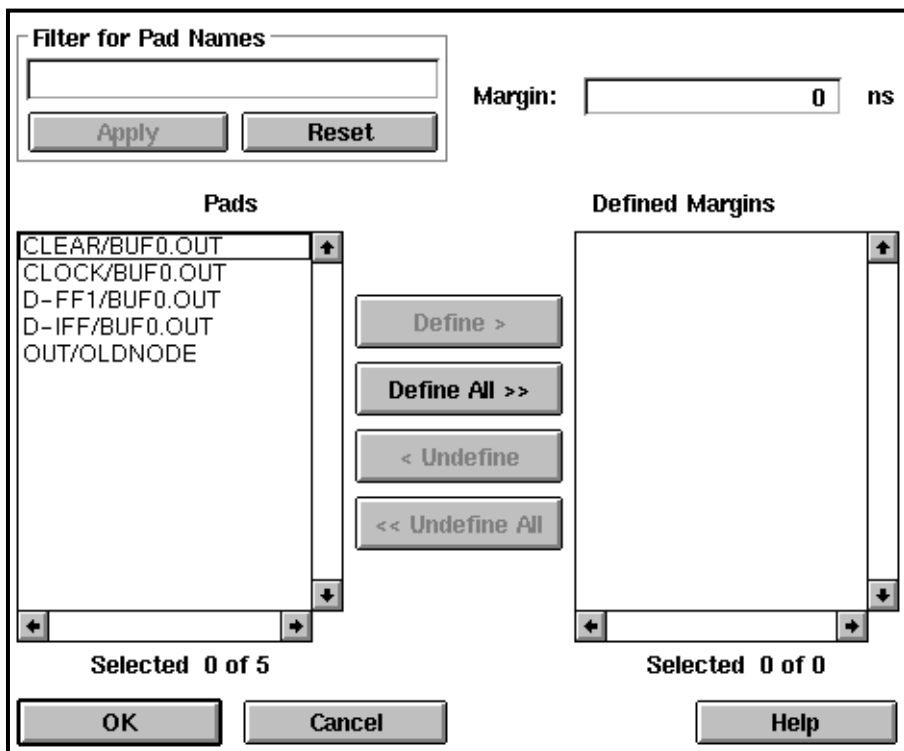 Filter for Pad Names
Apply
Reset
Margin:
0
ns
Pads
CLEAR/BUF0.OUT
CLOCK/BUF0.OUT
D-FF1/BUF0.OUT
D-IFF/BUF0.OUT
OUT/OLDNODE
Selected 0 of 5
Define >
Define All >>
< Undefine
<< Undefine All
Defined Margins
Selected 0 of 0
OK
Cancel
Help